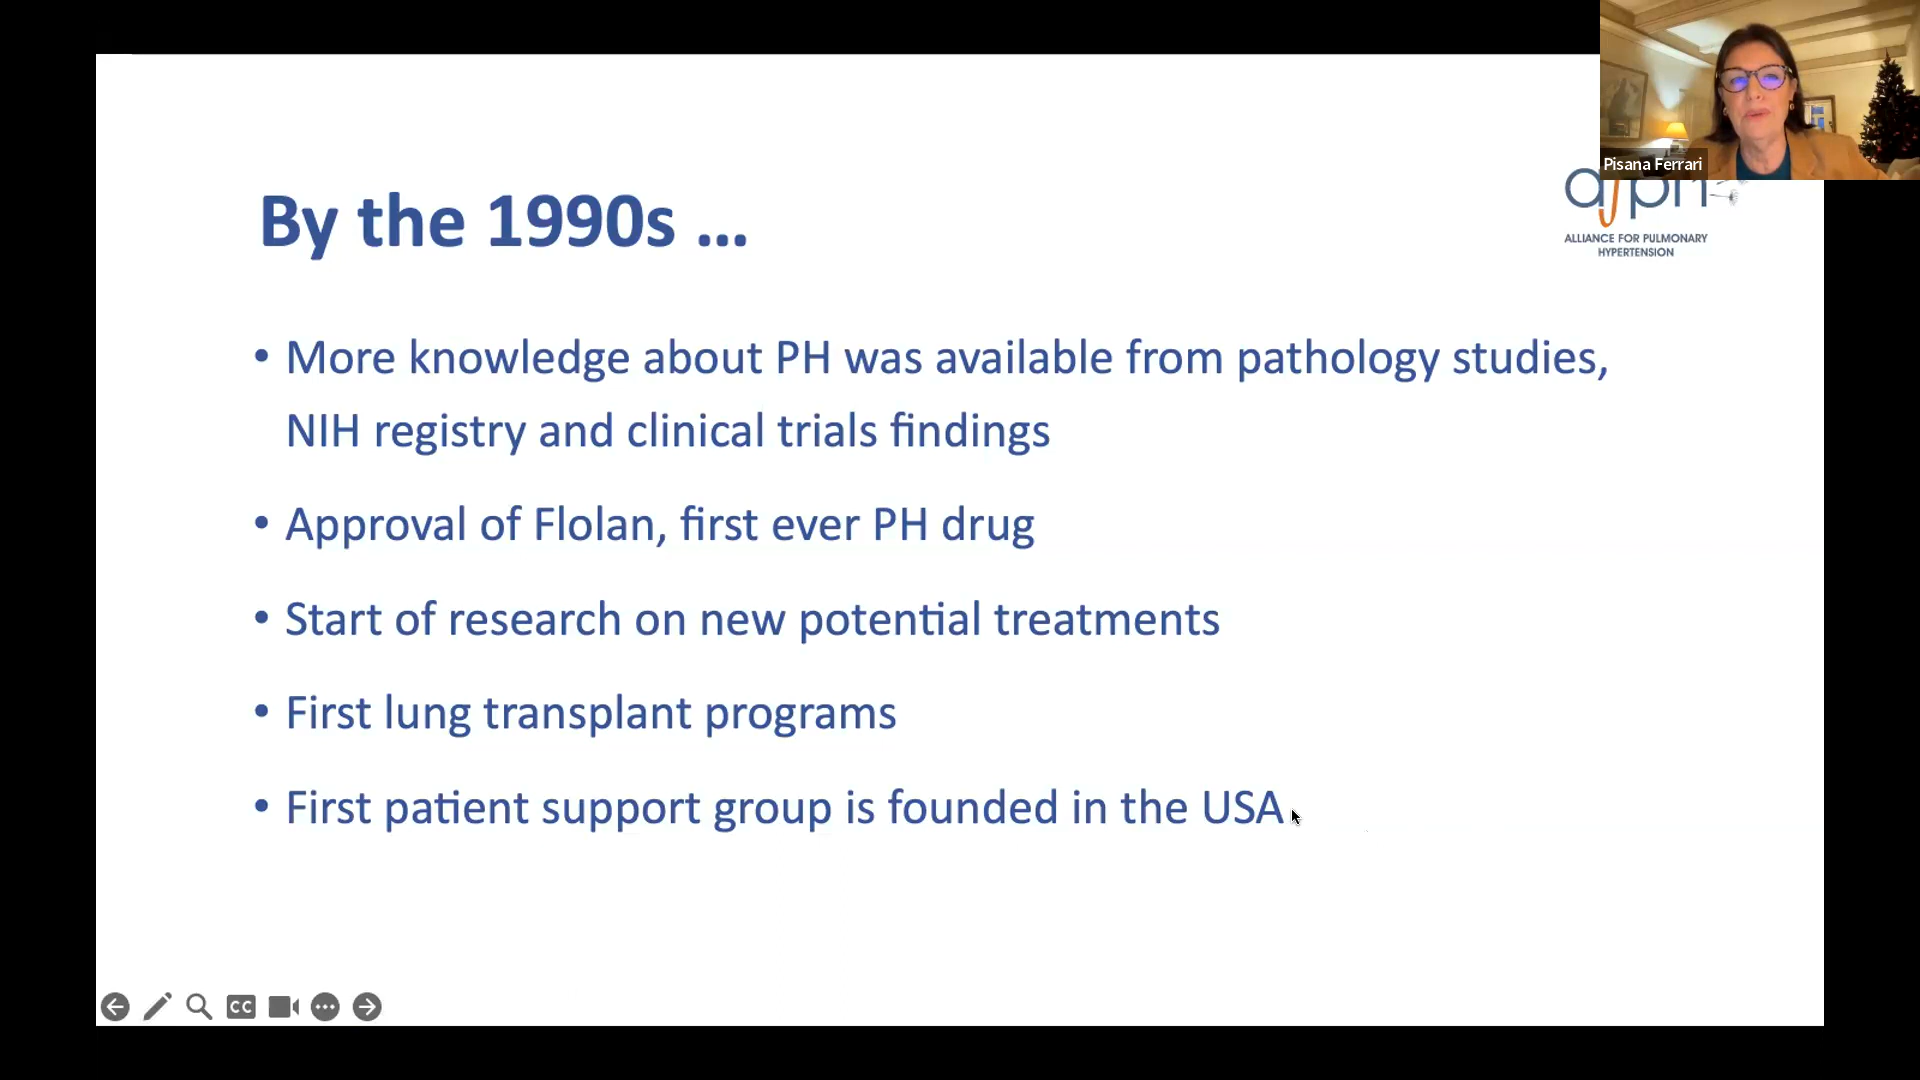 Pisana Ferrari
By the 1990s ...
ALLIANCE FOR PULMONARY
HYPERTENSION
• More knowledge about PH was available from pathology studies,
NIH registry and clinical trials findings
• Approval of Flolan, first ever PH drug
• Start of research on new potential treatments
• First lung transplant programs
• First patient support group is founded in the USA
CC